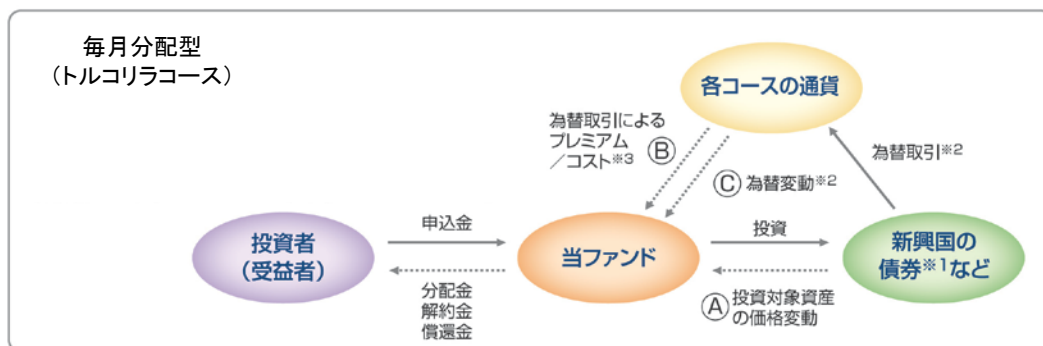 毎月分配型
（トルコリラコース）
各コースの通貨
為替取引による
プレミアム
／コスト※3
Ⓑ
Ⓒ 為替変動※2
為替取引※2
投資者
（受益者）
申込金
分配金
解約金
償還金
当ファンド
投資
Ⓐ 投資対象資産
の価格変動
新興国の
債券※1など